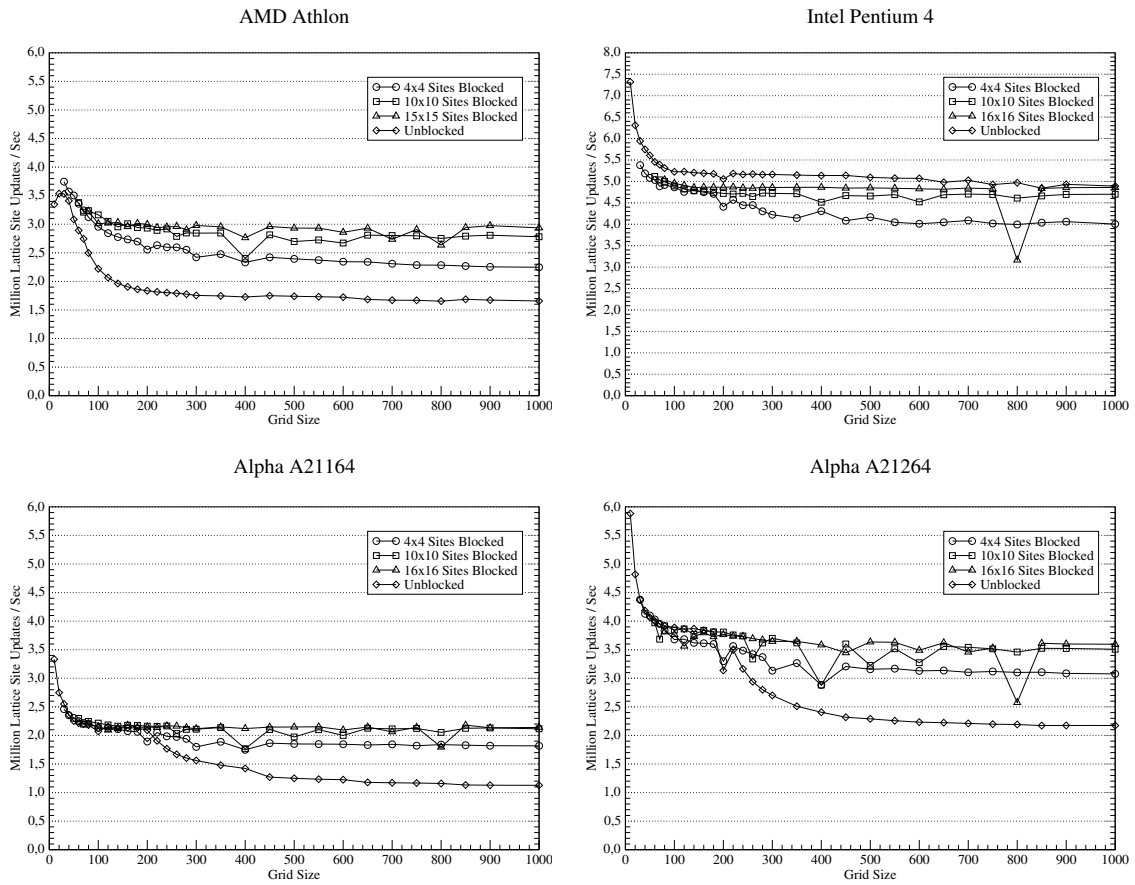 AMD Athlon
Million Lattice Site Updates / Sec
6,0
5,5
5,0
4,5
4,0
3,5
3,0
2,5
2,0
1,5
1,0
0,5
0,0
4x4 Sites Blocked
10x10 Sites Blocked
15x15 Sites Blocked
Unblocked
0 100 200 300 400 500 600 700 800 900 1000
Grid Size
Intel Pentium 4
Million Lattice Site Updates / Sec
8,0
7,5
7,0
6,5
6,0
5,5
5,0
4,5
4,0
3,5
3,0
2,5
2,0
1,5
1,0
0,5
0,0
4x4 Sites Blocked
10x10 Sites Blocked
16x16 Sites Blocked
Unblocked
0 100 200 300 400 500 600 700 800 900 1000
Grid Size
Alpha A21164
Million Lattice Site Updates / Sec
6,0
5,5
5,0
4,5
4,0
3,5
3,0
2,5
2,0
1,5
1,0
0,5
0,0
4x4 Sites Blocked
10x10 Sites Blocked
16x16 Sites Blocked
Unblocked
0 100 200 300 400 500 600 700 800 900 1000
Grid Size
Alpha A21264
Million Lattice Site Updates / Sec
6,0
5,5
5,0
4,5
4,0
3,5
3,0
2,5
2,0
1,5
1,0
0,5
0,0
4x4 Sites Blocked
10x10 Sites Blocked
16x16 Sites Blocked
Unblocked
0 100 200 300 400 500 600 700 800 900 1000
Grid Size